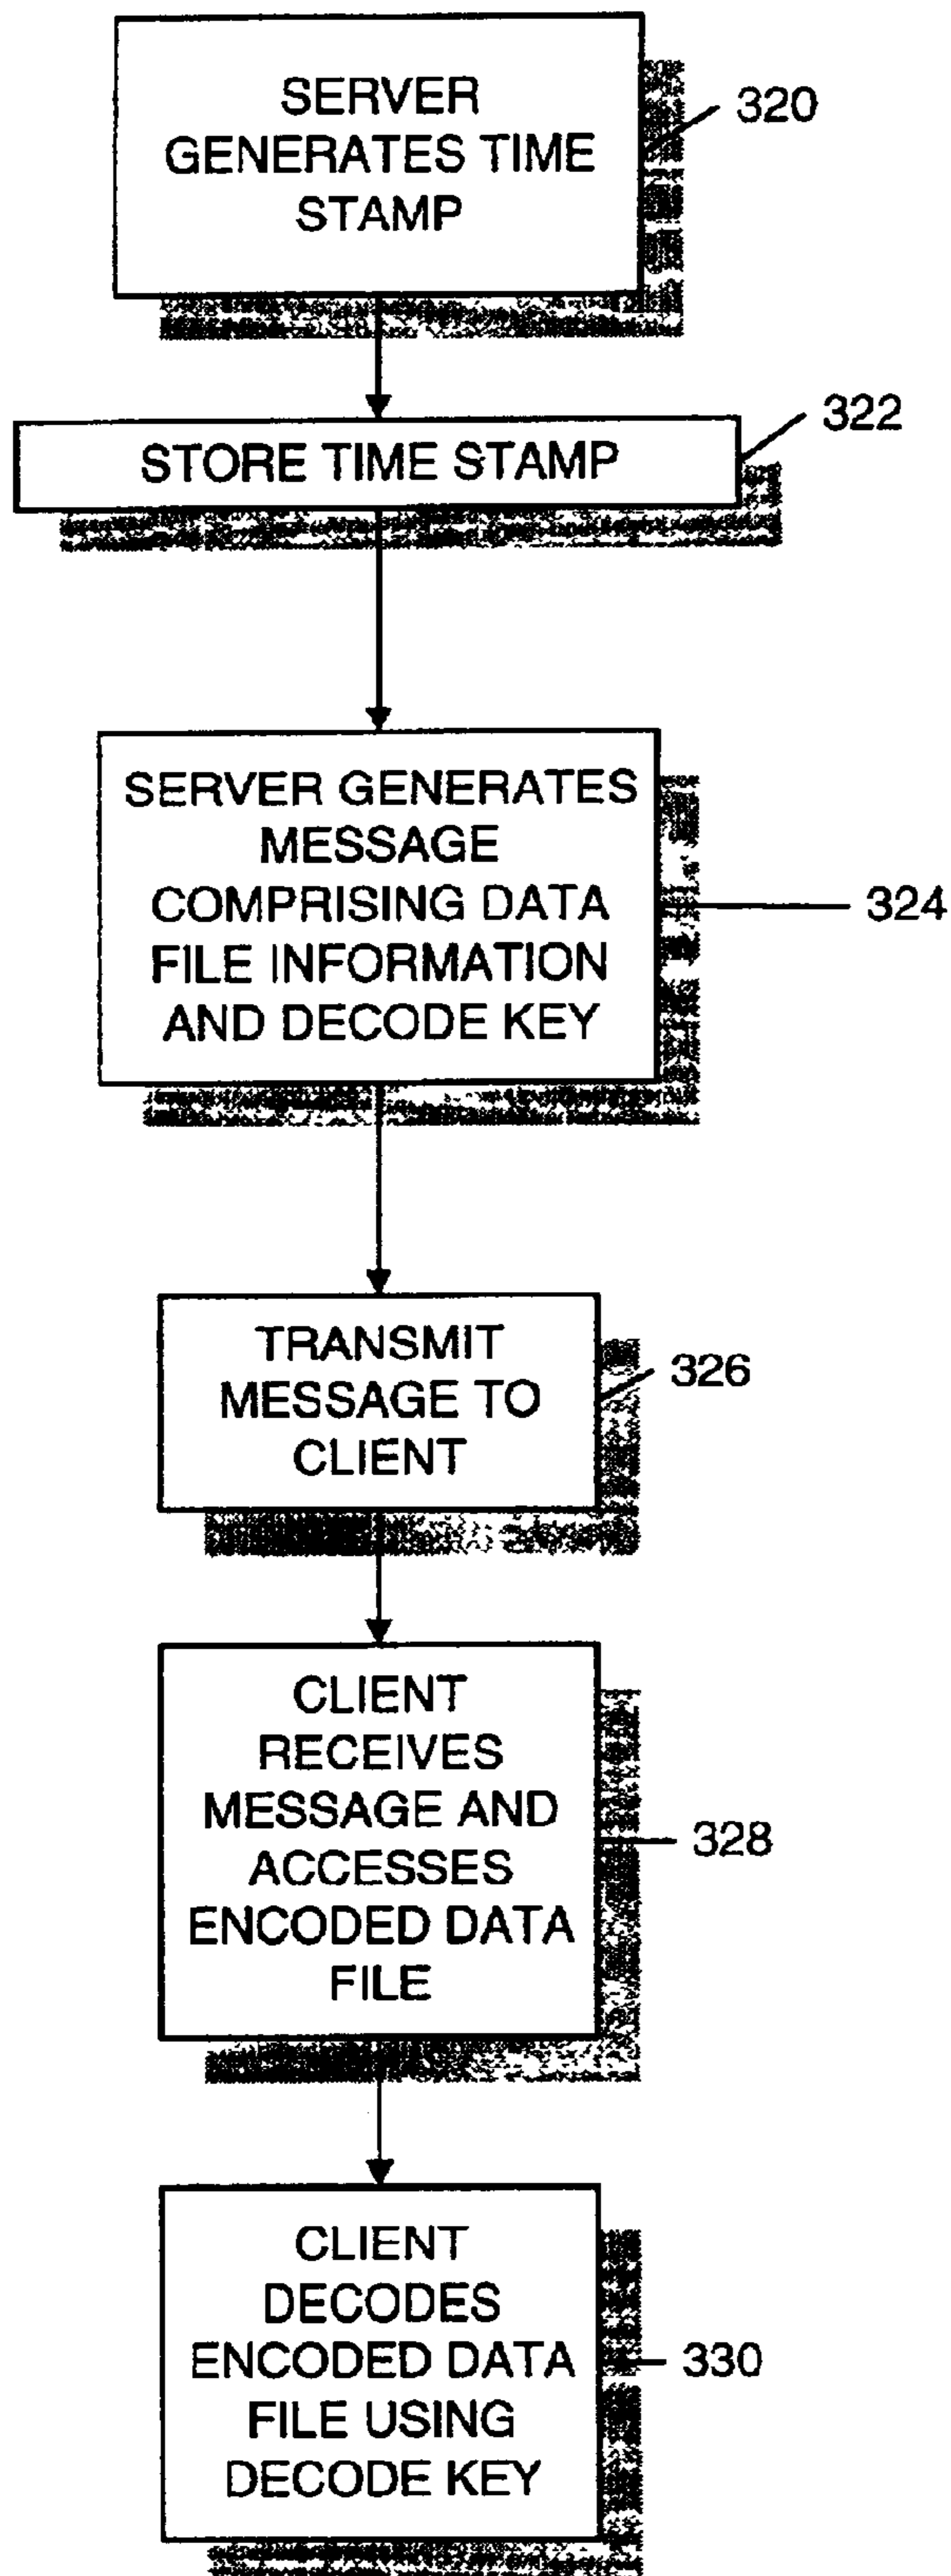 SERVER
GENERATES TIME
STAMP
320
STORE TIME STAMP
322
SERVER GENERATES
MESSAGE
COMPRISING DATA
FILE INFORMATION
AND DECODE KEY
324
TRANSMIT
MESSAGE TO
CLIENT
326
CLIENT
RECEIVES
MESSAGE AND
ACCESSES
ENCODED DATA
FILE
328
CLIENT
DECODES
ENCODED DATA
FILE USING
DECODE KEY
330